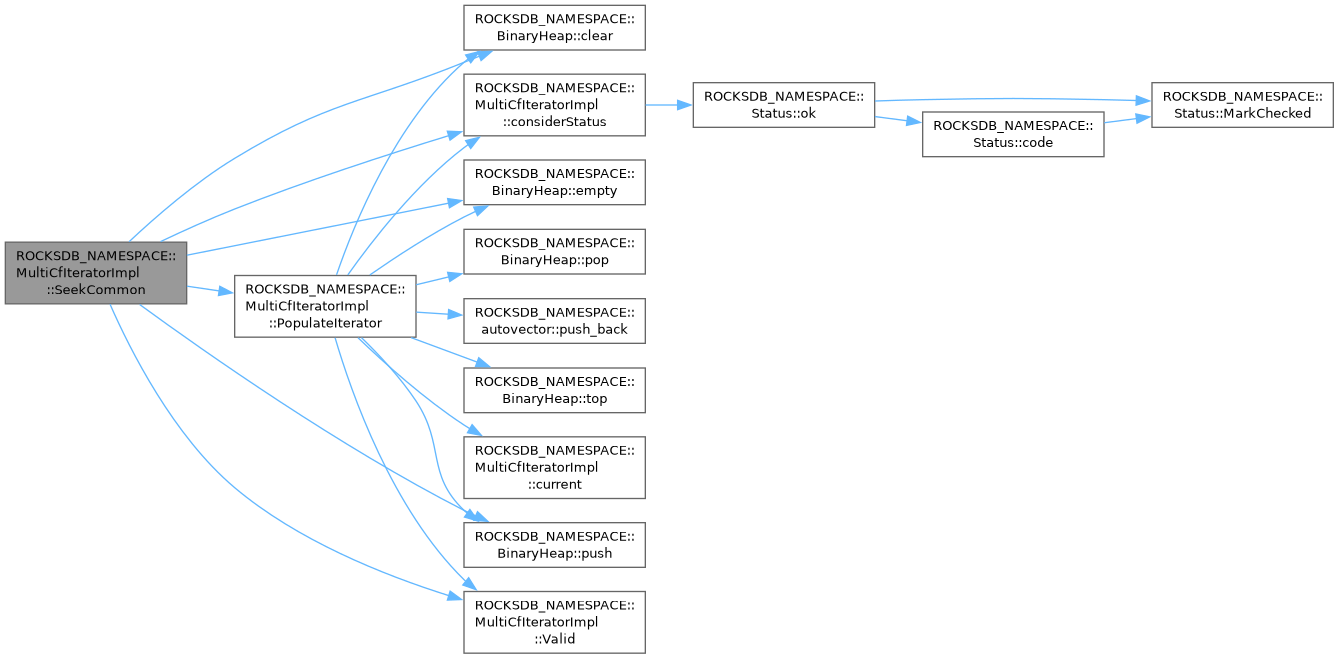 ROCKSDB_NAMESPACE::
MultiCfIteratorImpl
::SeekCommon
ROCKSDB_NAMESPACE::
MultiCfIteratorImpl
::PopulateIterator
ROCKSDB_NAMESPACE::
BinaryHeap::clear
ROCKSDB_NAMESPACE::
MultiCfIteratorImpl
::considerStatus
ROCKSDB_NAMESPACE::
BinaryHeap::empty
ROCKSDB_NAMESPACE::
BinaryHeap::pop
ROCKSDB_NAMESPACE::
autovector::push_back
ROCKSDB_NAMESPACE::
BinaryHeap::top
ROCKSDB_NAMESPACE::
MultiCfIteratorImpl
::current
ROCKSDB_NAMESPACE::
BinaryHeap::push
ROCKSDB_NAMESPACE::
MultiCfIteratorImpl
::Valid
ROCKSDB_NAMESPACE::
Status::ok
ROCKSDB_NAMESPACE::
Status::code
ROCKSDB_NAMESPACE::
Status::MarkChecked